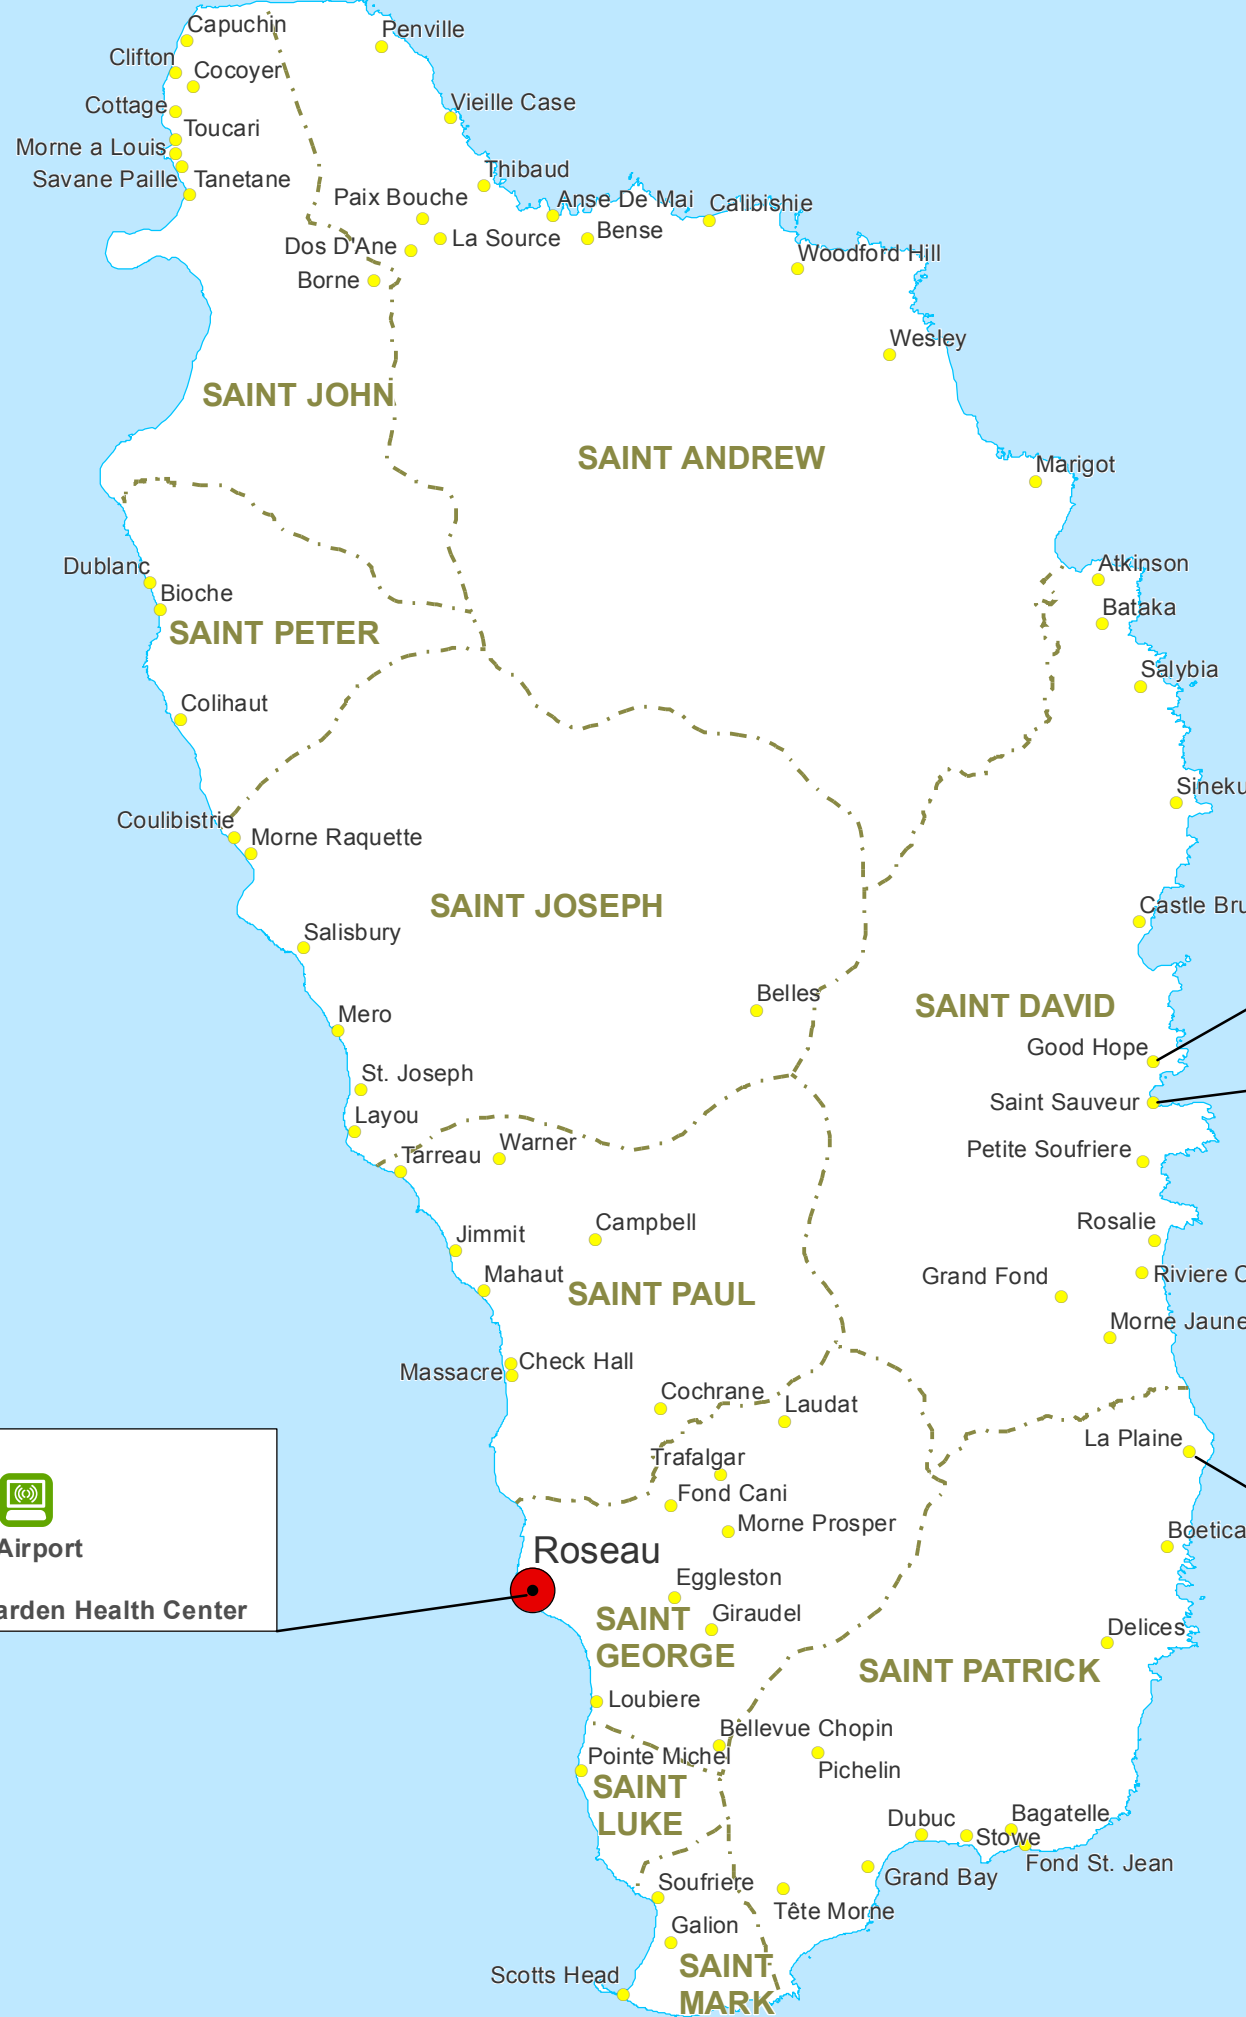 Capuchin
Penville
Clifton
Cocoyer
Cottage
Vieille Case
Toucari
Morne a Louis
Thibaud
Savane Paille
Tanetane
Paix Bouche
Anse De Mai
Calibishie
La Source
Bense
Dos D'Ane
Woodford Hill
Borne
Wesley
SAINT JOHN
SAINT ANDREW
Marigot
Dublanc
Atkinson
Bioche
Bataka
SAINT PETER
Salybia
Colihaut
Sineku
Coulibistrie
Morne Raquette
SAINT JOSEPH
Castle Bru
Salisbury
Belles
SAINT DAVID
Mero
Good Hope
St. Joseph
Saint Sauveur
Layou
Warner
Tarreau
Petite Soufriere
Campbell
Rosalie
Jimmit
Mahaut
Grand Fond
Riviere C
SAINT PAUL
Morne Jaune
Check Hall
Massacre
Cochrane
Laudat
La Plaine
Trafalgar
Fond Cani
Morne Prosper
Boetica
Airport
Roseau
Eggleston
arden Health Center
Giraudel
SAINT
GEORGE
Delices
SAINT PATRICK
Loubiere
Bellevue Chopin
Pointe Michel
Pichelin
SAINT
LUKE
Dubuc
Bagatelle
Stowe
Fond St. Jean
Grand Bay
Soufriere
Tête Morne
Galion
SAINT
MARK
Scotts Head